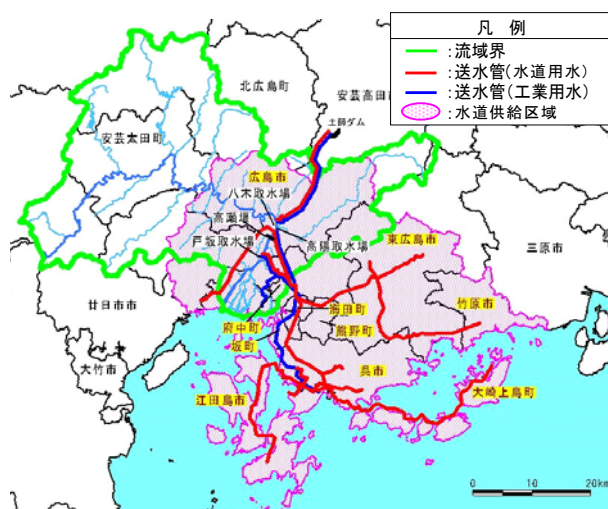 凡 例
:流域界
:送水管(水道用水)
:送水管(工業用水)
:水道供給区域
北広島町
安芸高田市
土師ダム
安芸太田町
広島市
八木取水場
高瀬堰
戸坂取水場
高陽取水場
東広島市
三原市
廿日市市
海田町
竹原市
府中町
熊野町
坂町
大竹市
呉市
江田島市
大崎上島町
0 10 20km